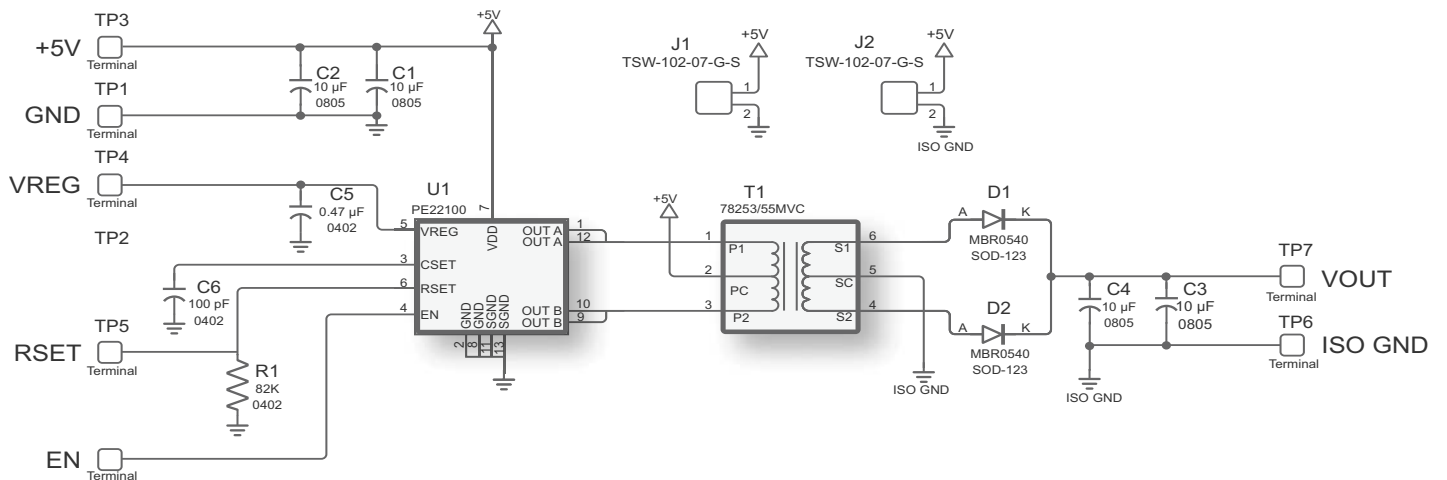 TP3
+5V
Terminal
C2
10 µF
0805
C1
10 µF
0805
+5V
TP1
GND
Terminal
J1
TSW-102-07-G-S
+5V
1
2
J2
TSW-102-07-G-S
+5V
1
2
ISO GND
TP4
VREG
Terminal
C5
0.47 µF
0402
TP2
C6
100 pF
0402
TP5
RSET
Terminal
R1
82K
0402
EN
Terminal
U1
PE22100
7
VDD
5
VREG
3
CSET
6
RSET
4
EN
OUT A
1
OUT A
12
OUT B
10
OUT B
9
GND
GND
SGND
SGND
2
8
11
13
+5V
T1
78253/55MVC
1
P1
2
PC
3
P2
S1
6
SC
5
S2
4
ISO GND
D1
A
K
MBR0540
SOD-123
D2
A
K
MBR0540
SOD-123
C4
10 µF
0805
C3
10 µF
0805
ISO GND
TP7
VOUT
Terminal
TP6
ISO GND
Terminal